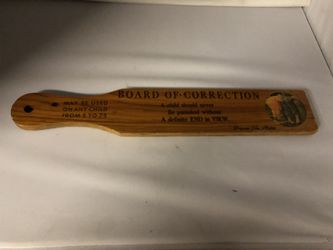 MAY BE USED
ON ANY CHILD
FROM 5 TO 75
BOARD OF CORRECTION
A child should never
Be punished without
A definite END in VIEW